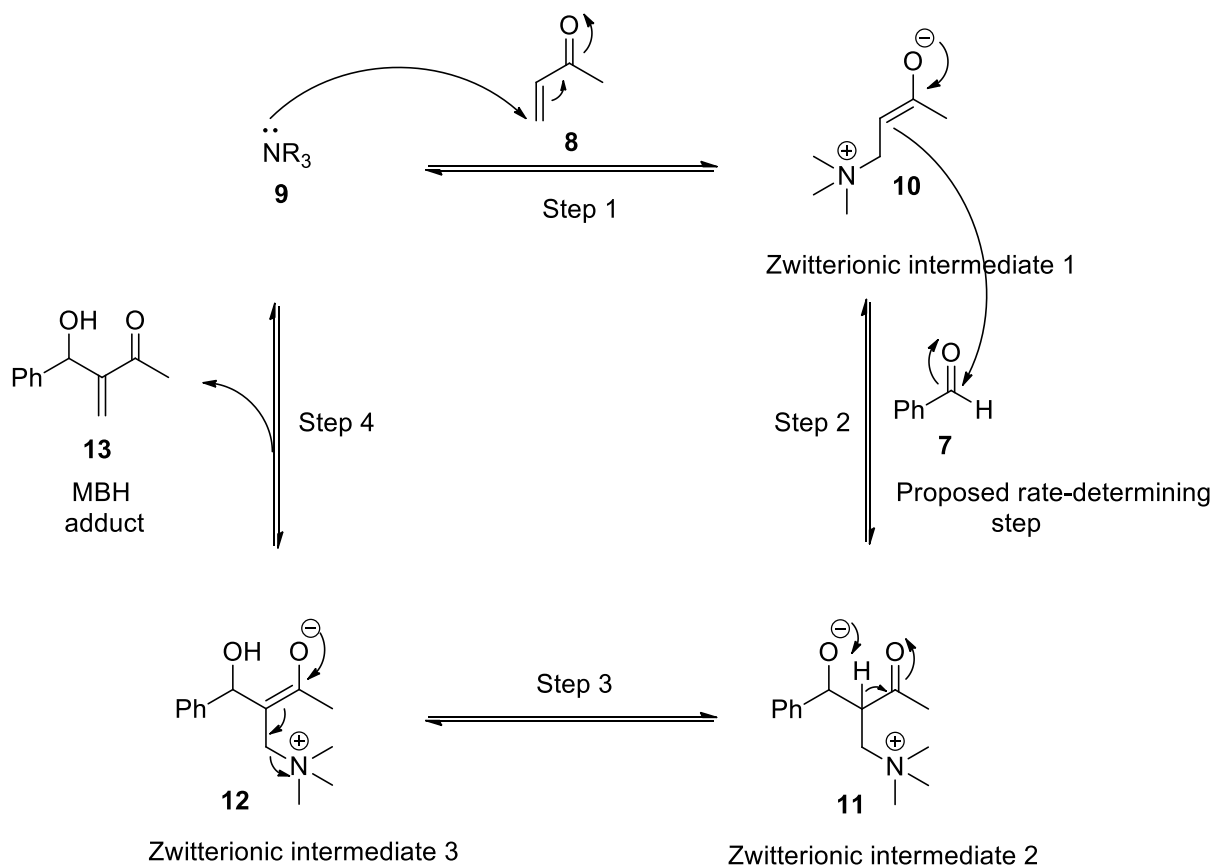 O
8
NR3
9
Step 1
O
N
10
Zwitterionic intermediate 1
OH O
Ph
13
MBH
adduct
Step 4
Step 2
O
Ph H
7
Proposed rate-determining
step
OH O
Ph
N
12
Zwitterionic intermediate 3
Step 3
O H O
Ph
N
11
Zwitterionic intermediate 2